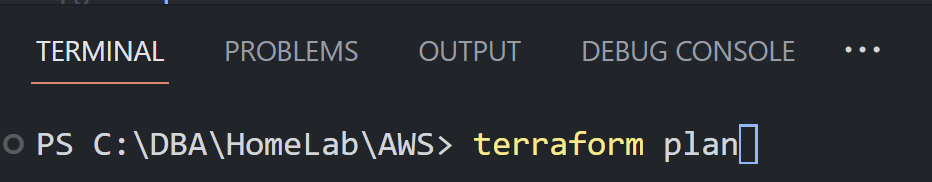 TERMINAL PROBLEMS OUTPUT DEBUG CONSOLE ···
PS C:\DBA\HomeLab\AWS> terraform plan